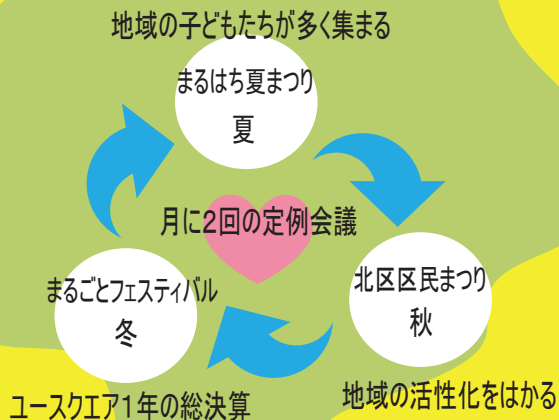 地域の子どもたちが多く集まる
まるはち夏まつり
夏
月に2回の定例会議
まるごとフェスティバル
冬
北区区民まつり
秋
ユースクエア1年の総決算
地域の活性化をはかる